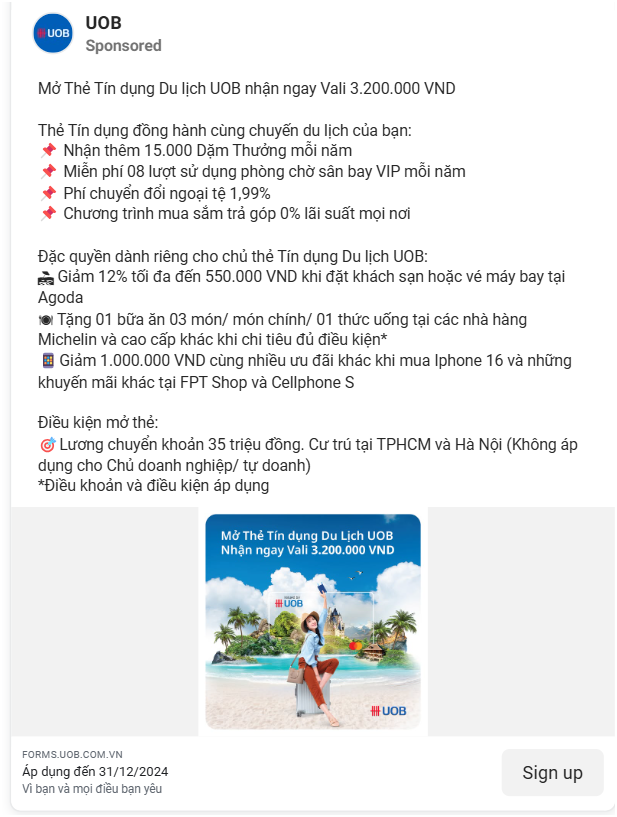 UOB
UOB
Sponsored
Mở Thẻ Tín dụng Du lịch UOB nhận ngay Vali 3.200.000 VND
Thẻ Tín dụng đồng hành cùng chuyến du lịch của bạn:
📌 Nhận thêm 15.000 Dặm Thưởng mỗi năm
📌 Miễn phí 08 lượt sử dụng phòng chờ sân bay VIP mỗi năm
📌 Phí chuyển đổi ngoại tệ 1,99%
📌 Chương trình mua sắm trả góp 0% lãi suất mọi nơi
Đặc quyền dành riêng cho chủ thẻ Tín dụng Du lịch UOB:
🏝 Giảm 12% tối đa đến 550.000 VND khi đặt khách sạn hoặc vé máy bay tại
Agoda
🍽 Tặng 01 bữa ăn 03 món/ món chính/ 01 thức uống tại các nhà hàng
Michelin và cao cấp khác khi chi tiêu đủ điều kiện*
📱 Giảm 1.000.000 VND cùng nhiều ưu đãi khác khi mua Iphone 16 và những
khuyến mãi khác tại FPT Shop và Cellphone S
Điều kiện mở thẻ:
🎯 Lương chuyển khoản 35 triệu đồng. Cư trú tại TPHCM và Hà Nội (Không áp
dụng cho Chủ doanh nghiệp/ tự doanh)
*Điều khoản và điều kiện áp dụng
Mở Thẻ Tín dụng Du Lịch UOB
Nhận ngay Vali 3.200.000 VND
UOB
UOB
FORMS.UOB.COM.VN
Áp dụng đến 31/12/2024
Vì bạn và mọi điều bạn yêu
Sign up